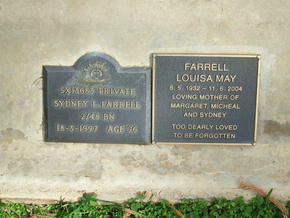 SX13685 PRIVATE
SYDNEY L. FARRELL
2/48 BN
18-5-1997 AGE 76
FARRELL
LOUISA MAY
8. 5. 1932 - 11. 6. 2004
LOVING MOTHER OF
MARGARET, MICHEAL
AND SYDNEY
TOO DEARLY LOVED
TO BE FORGOTTEN